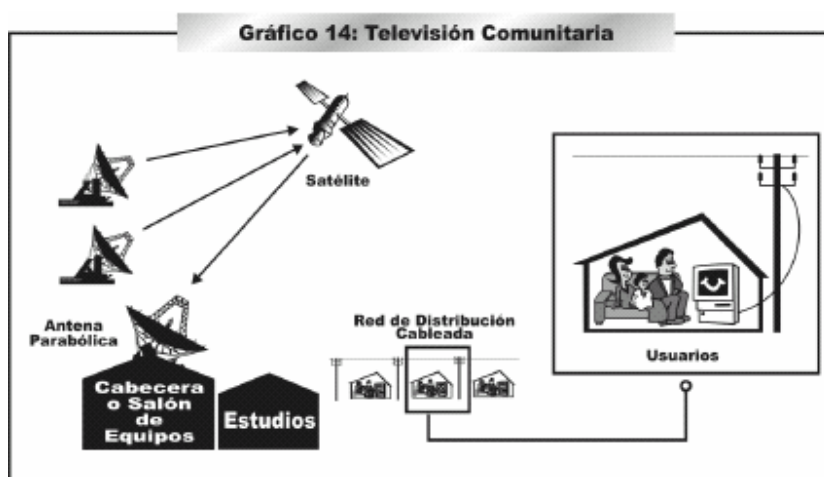 Gráfico 14: Televisión Comunitaria
Satélite
Antena
Parabólica
Cabecera
o Salón
de
Equipos
Estudios
Red de Distribución
Cableada
Usuarios